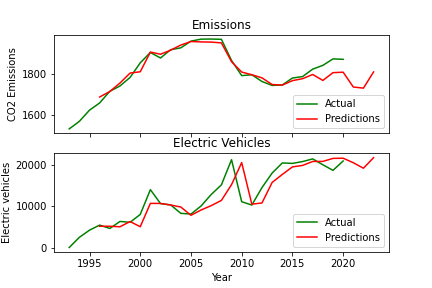 Emissions
CO2 Emissions
1800
1600
Actual
Predictions
Electric Vehicles
Electric vehicles
20000
10000
0
Actual
Predictions
1995
2000
2005
2010
2015
2020
Year